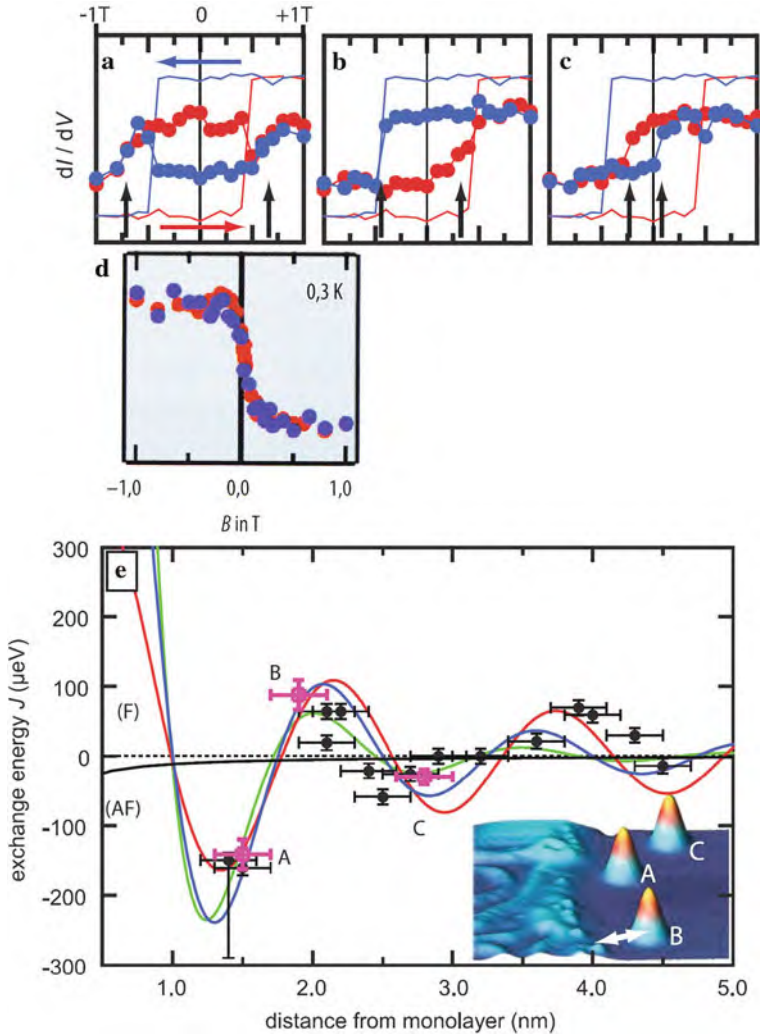 -1T 0 +1T
a b c
dI / dV
d 0,3 K
−1,0 0,0 1,0
B in T
300 e
200
100 B
(F)
0
(AF)
C
-100
A
C
A
-200
B
-300
1.0 2.0 3.0 4.0 5.0
exchange energy J (µeV)
distance from monolayer (nm)